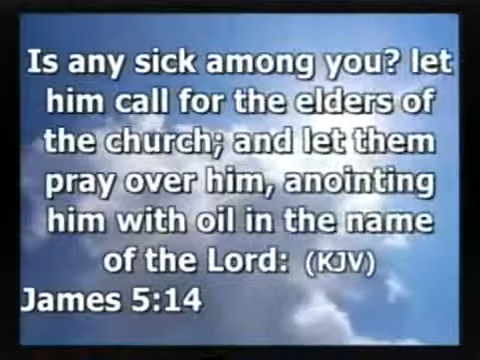 Is any sick among you? let
him call for the elders of
the church; and let them
pray over him, anointing
him with oil in the name
of the Lord: (KJV)
James 5:14